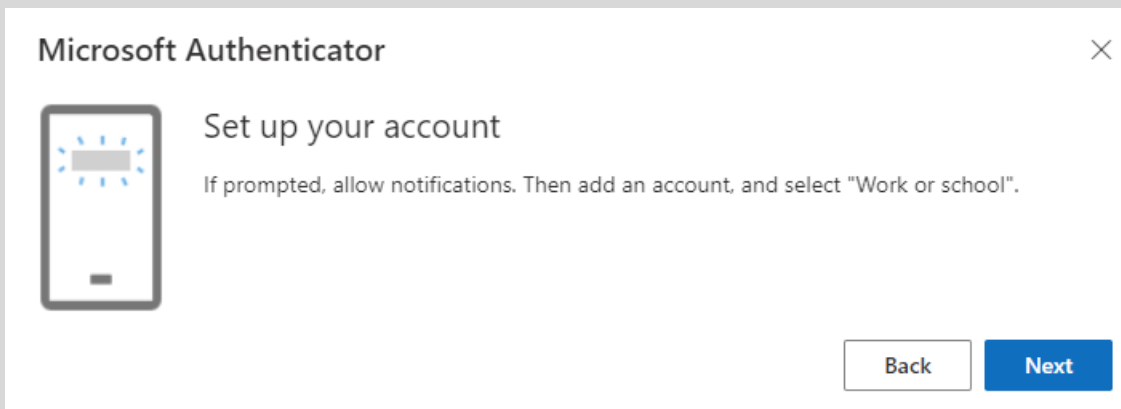 Microsoft Authenticator
Set up your account
If prompted, allow notifications. Then add an account, and select "Work or school".
Back
Next